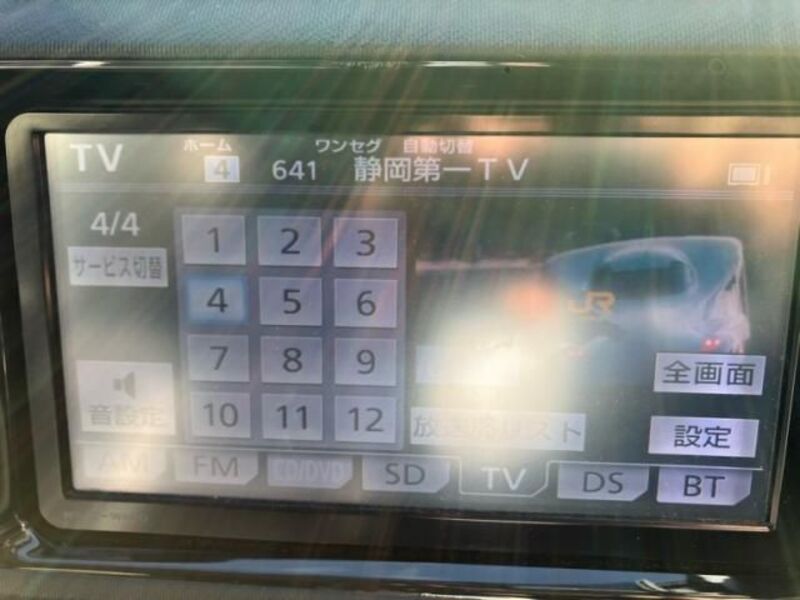 TV ホーム 4 641 ワンセグ 自動切替 静岡第一TV
4/4
サービス切替
1 2 3
4 5 6
7 8 9
10 11 12
JR
全画面
音設定
設定
AM FM CD/DVD SD TV DS BT